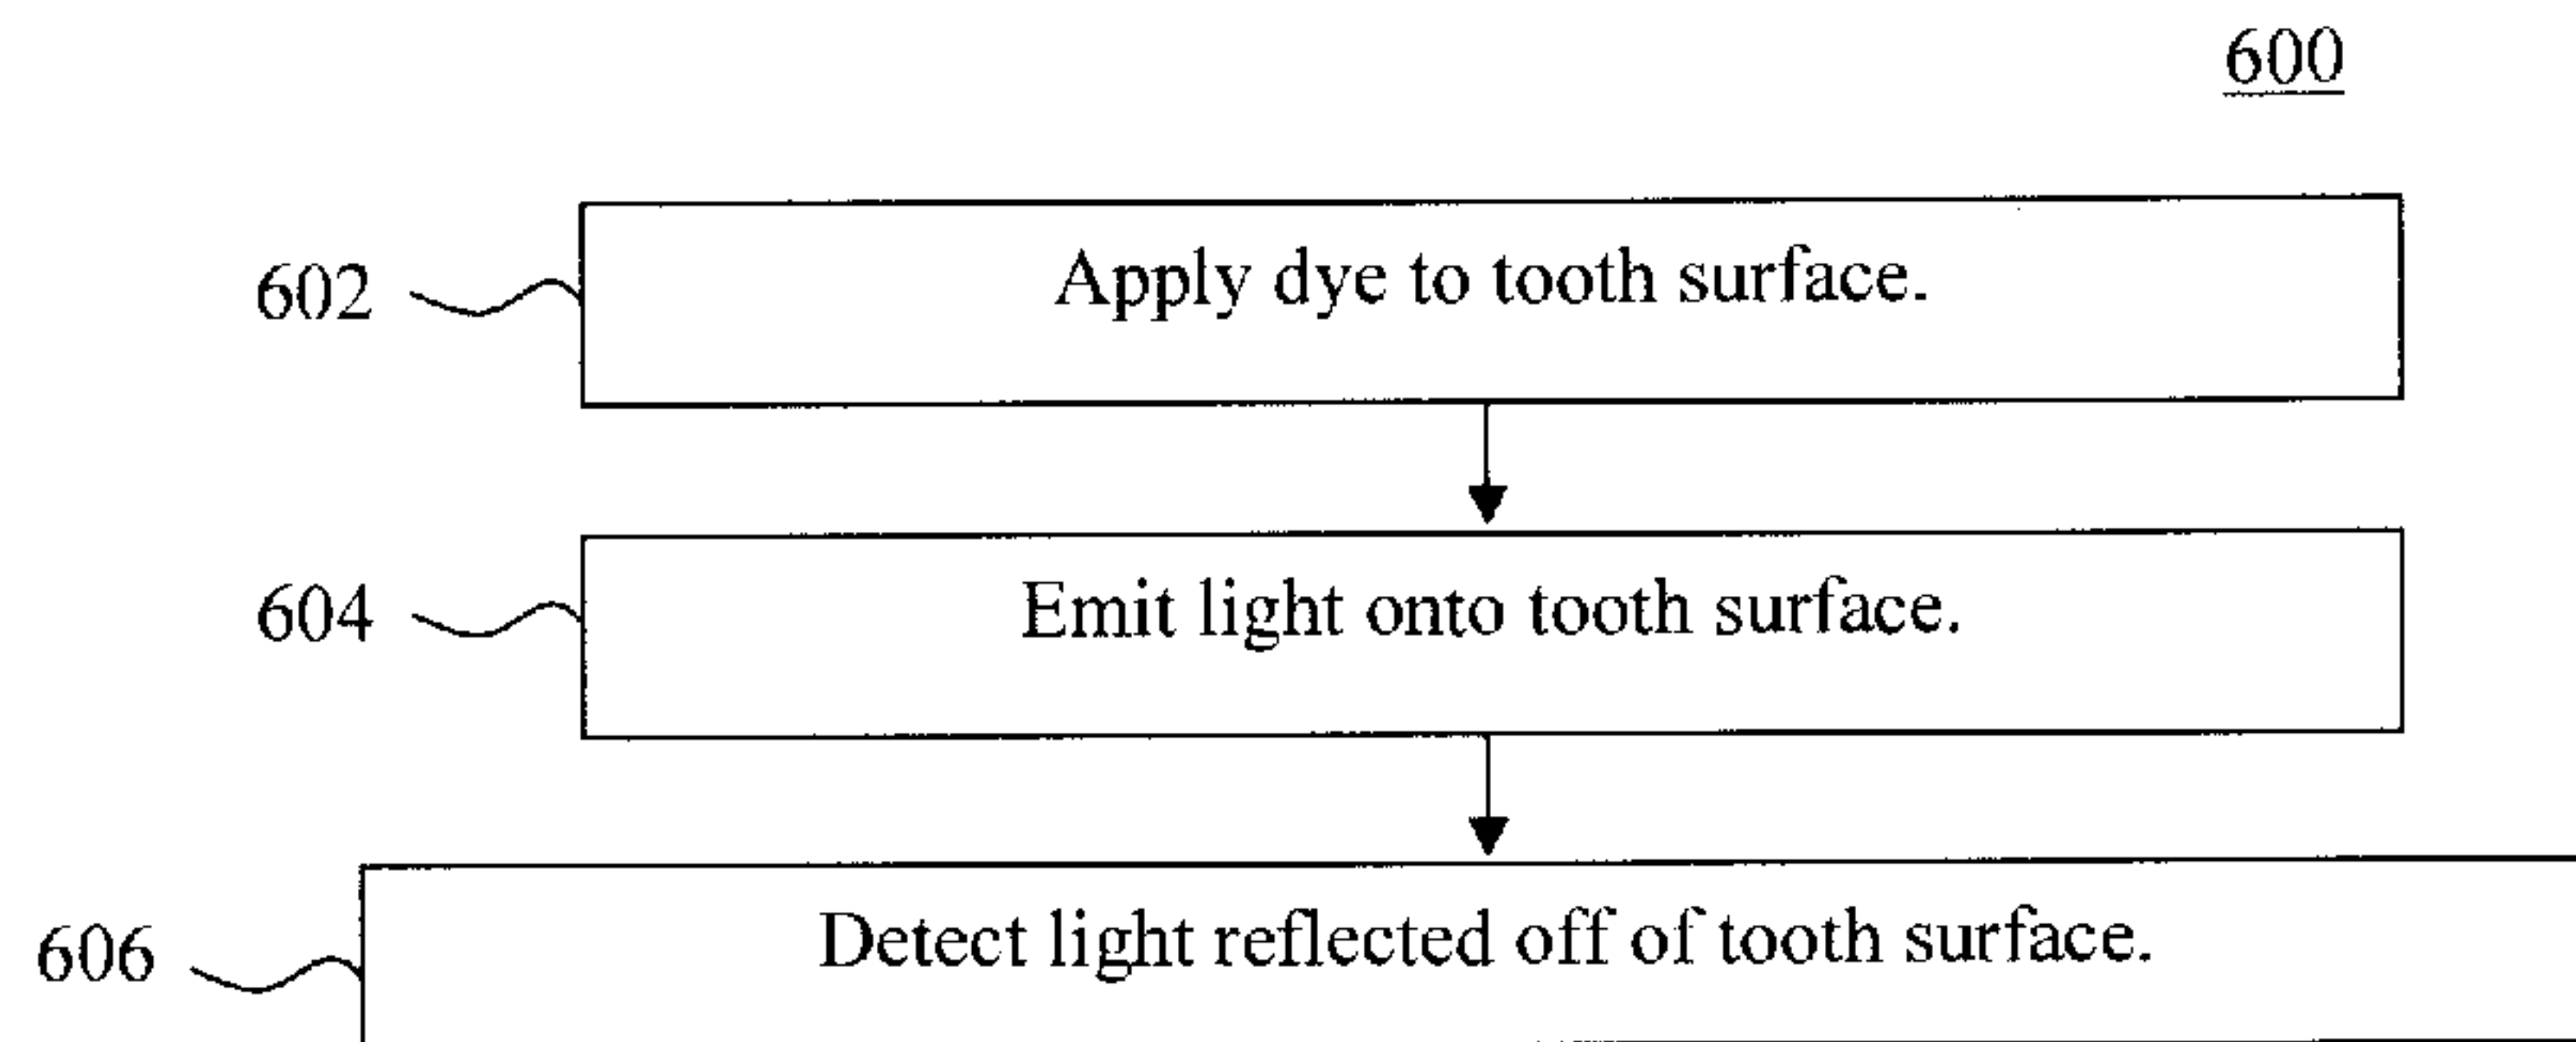 600
602 Apply dye to tooth surface.
604 Emit light onto tooth surface.
606 Detect light reflected off of tooth surface.